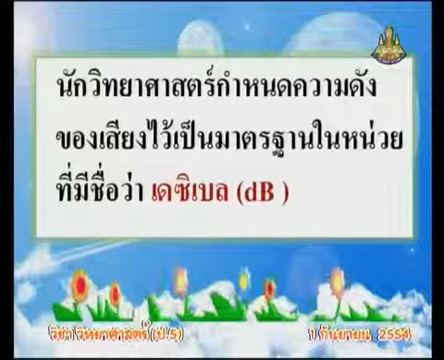 นักวิทยาศาสตร์กำหนดความดัง
ของเสียงไว้เป็นมาตรฐานในหน่วย
ที่มีชื่อว่า เดซิเบล (dB )
วิชา วิทยาศาสตร์ (ป.5)
1 กันยายน 2554